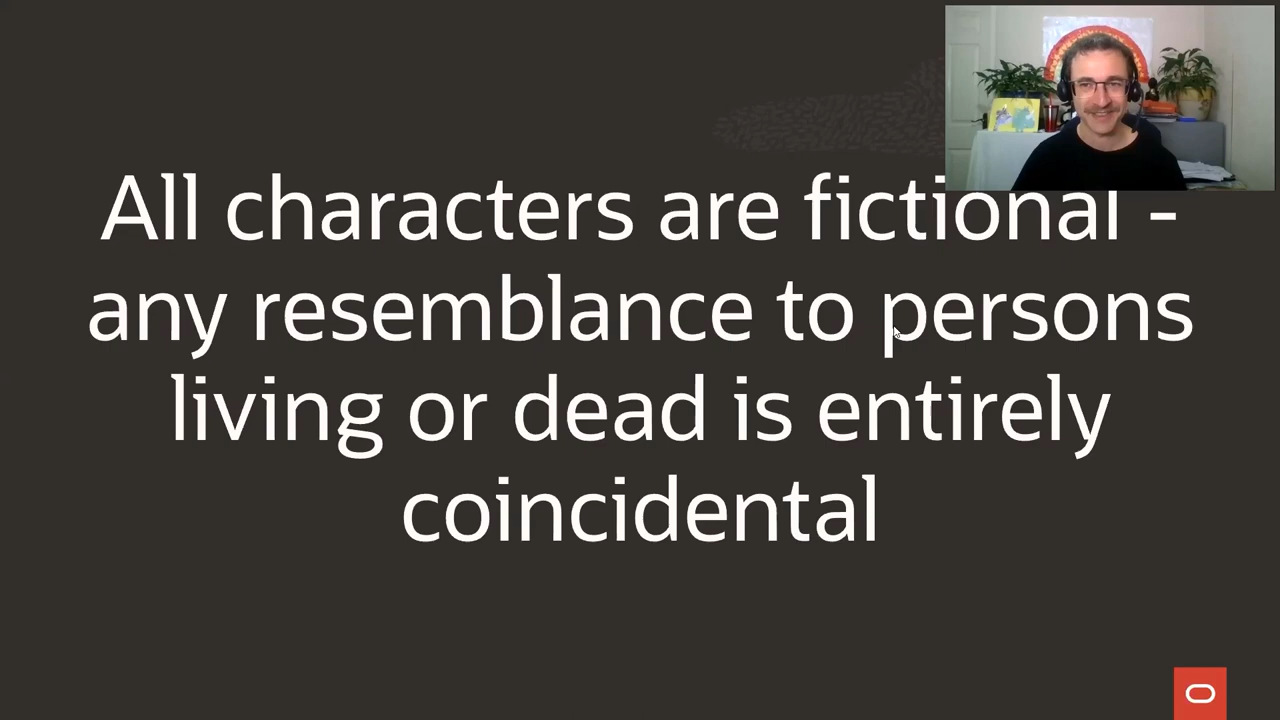 All characters are fictional -
any resemblance to persons
living or dead is entirely
coincidental